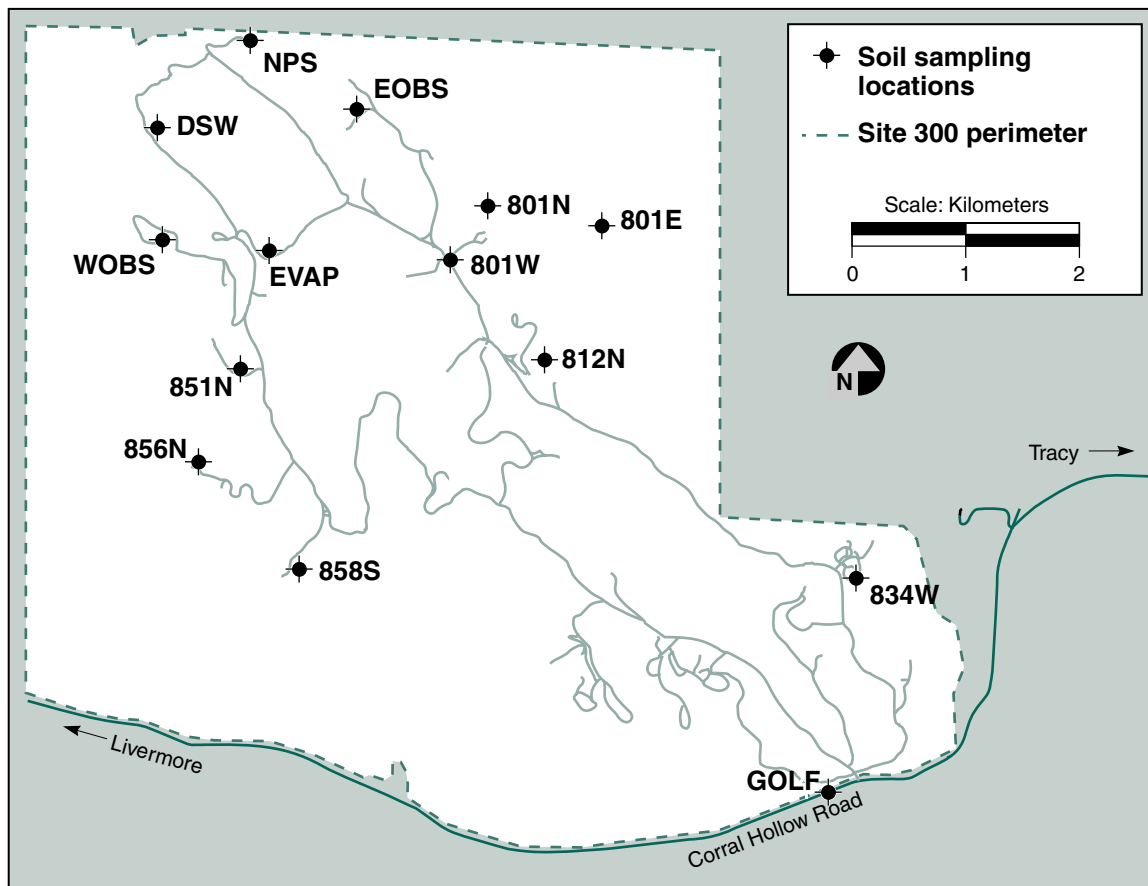 NPS
EOBS
DSW
801N
801E
WOBS
EVAP
801W
812N
851N
856N
858S
834W
GOLF
Soil sampling
locations
Site 300 perimeter
Scale: Kilometers
0 1 2
N
Tracy
Livermore
Corral Hollow Road